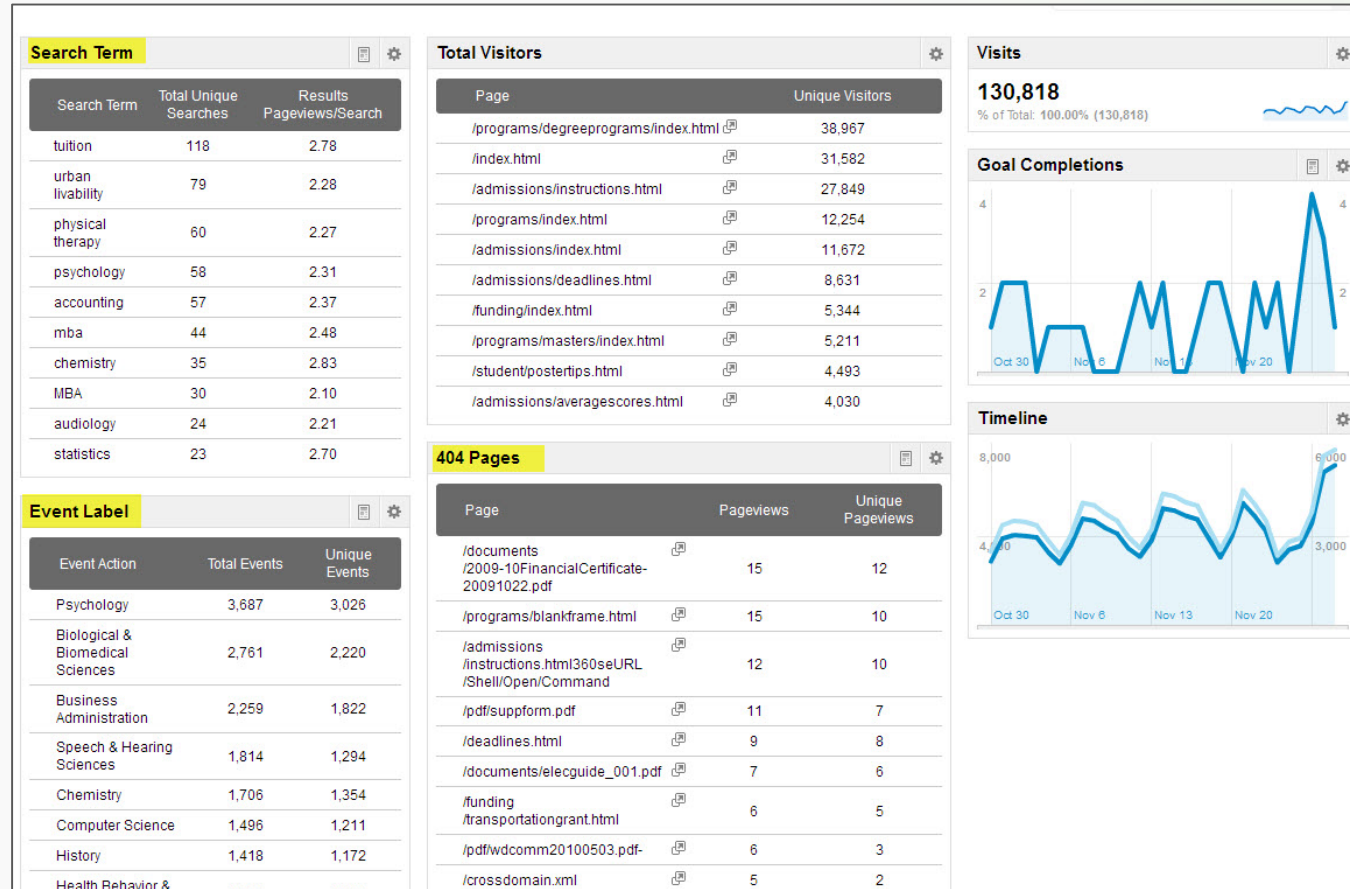 Search Term
Search Term Total Unique Searches Results Pageviews/Search
tuition 118 2.78
urban livability 79 2.28
physical therapy 60 2.27
psychology 58 2.31
accounting 57 2.37
mba 44 2.48
chemistry 35 2.83
MBA 30 2.10
audiology 24 2.21
statistics 23 2.70
Event Label
Event Action Total Events Unique Events
Psychology 3,687 3,026
Biological & Biomedical Sciences 2,761 2,220
Business Administration 2,259 1,822
Speech & Hearing Sciences 1,814 1,294
Chemistry 1,706 1,354
Computer Science 1,496 1,211
History 1,418 1,172
Health Behavior &
Total Visitors
Page Unique Visitors
/programs/degreeprograms/index.html 38,967
/index.html 31,582
/admissions/instructions.html 27,849
/programs/index.html 12,254
/admissions/index.html 11,672
/admissions/deadlines.html 8,631
/funding/index.html 5,344
/programs/masters/index.html 5,211
/student/postertips.html 4,493
/admissions/averagescores.html 4,030
404 Pages
Page Pageviews Unique Pageviews
/documents
/2009-10FinancialCertificate-
20091022.pdf 15 12
/programs/blankframe.html 15 10
/admissions
/instructions.html360seURL
/Shell/Open/Command 12 10
/pdf/suppform.pdf 11 7
/deadlines.html 9 8
/documents/elecguide_001.pdf 7 6
/funding
/transportationgrant.html 6 5
/pdf/wdcomm20100503.pdf- 6 3
/crossdomain.xml 5 2
Visits
130,818
% of Total: 100.00% (130,818)
Goal Completions
4 4
2 2
Oct 30 Nov 6 Nov 13 Nov 20
Timeline
8,000 6,000
4,000 3,000
Oct 30 Nov 6 Nov 13 Nov 20